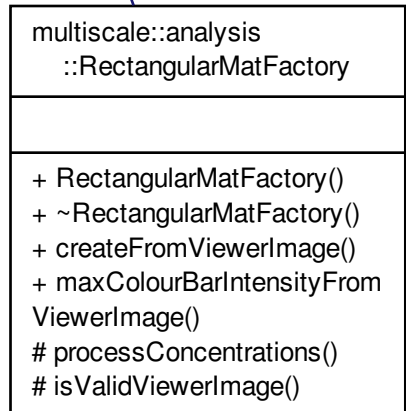 multiscale::analysis
::RectangularMatFactory
+ RectangularMatFactory()
+ ~RectangularMatFactory()
+ createFromViewerImage()
+ maxColourBarIntensityFrom
ViewerImage()
# processConcentrations()
# isValidViewerImage()